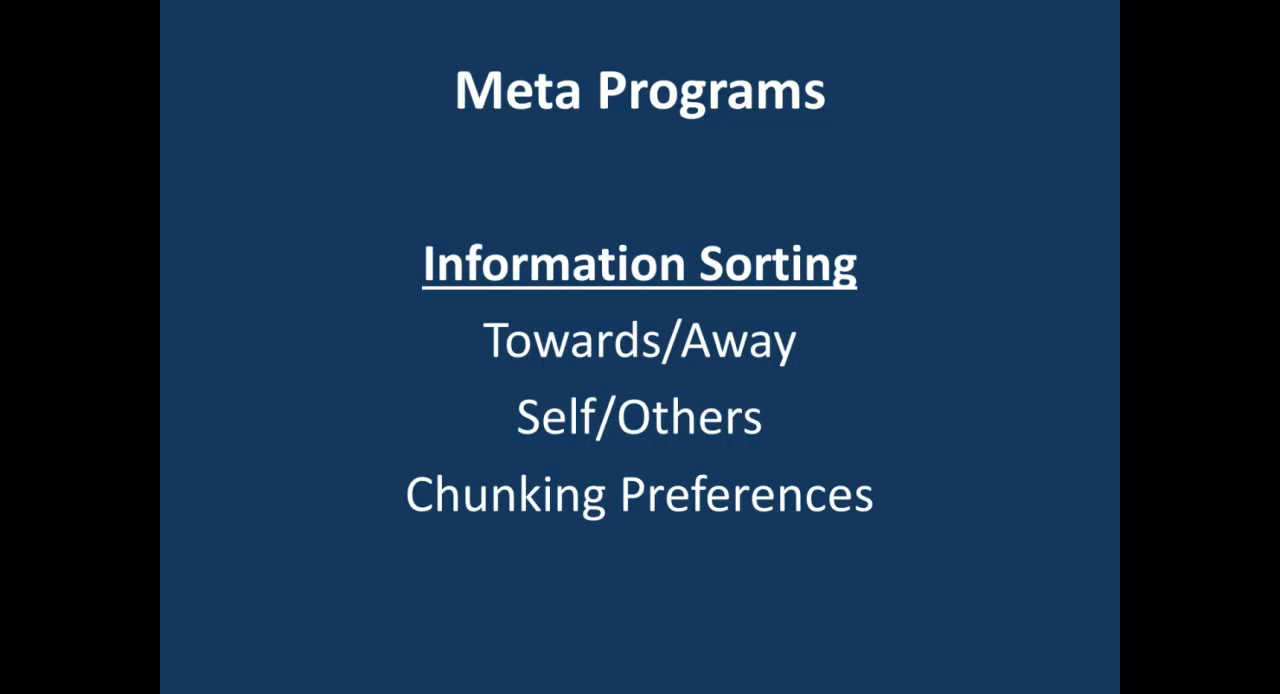 Meta Programs
Information Sorting
Towards/Away
Self/Others
Chunking Preferences